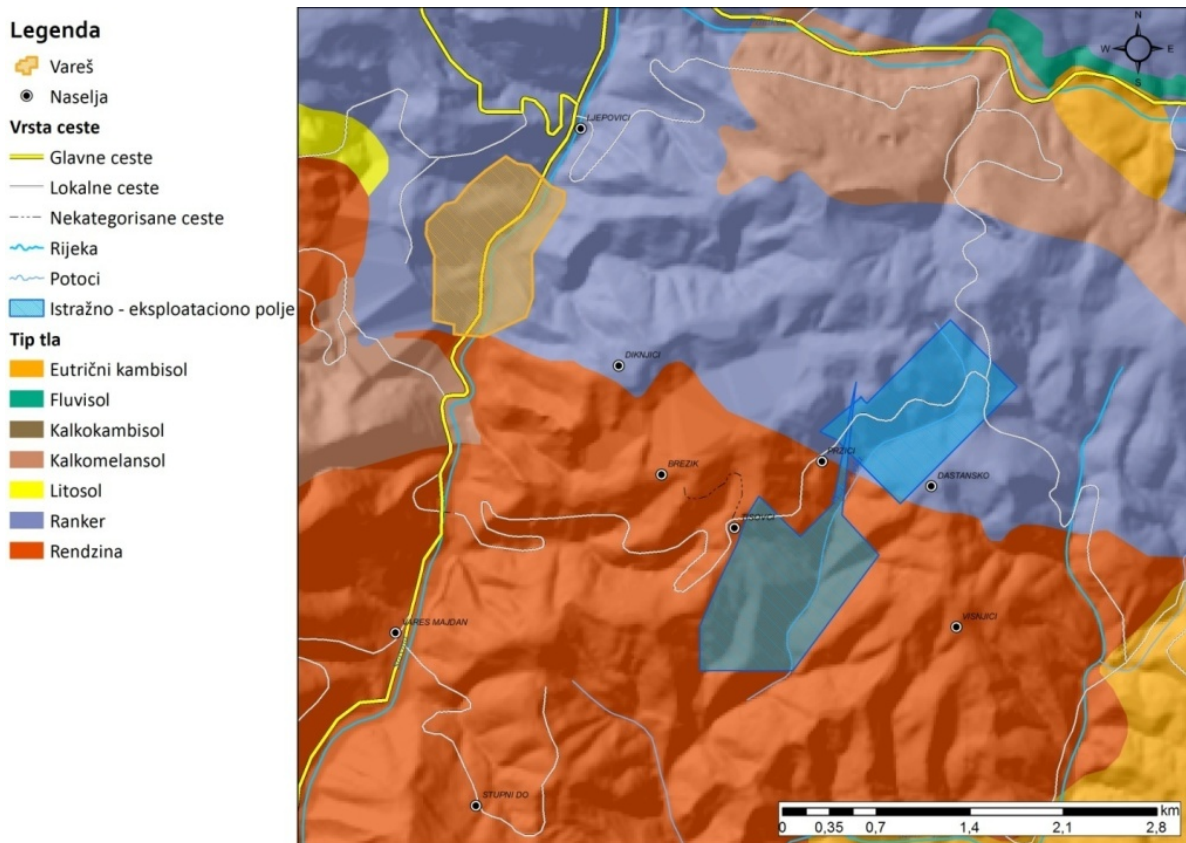 Legenda
Vareš
Naselja
Vrsta ceste
Glavne ceste
Lokalne ceste
Nekategorisane ceste
Rijeka
Potoci
Istražno - eksploataciono polje
Tip tla
Eutrični kambisol
Fluvisol
Kalkokambisol
Kalkomelansol
Litosol
Ranker
Rendzina
N
W E
S
LJEPOVICI
DIKNJICI
BREZIK
PRZICI
DASTANSKO
TISOVCI
VISNJICI
VARES MAJDAN
STUPNI DO
km
0 0,35 0,7 1,4 2,1 2,8